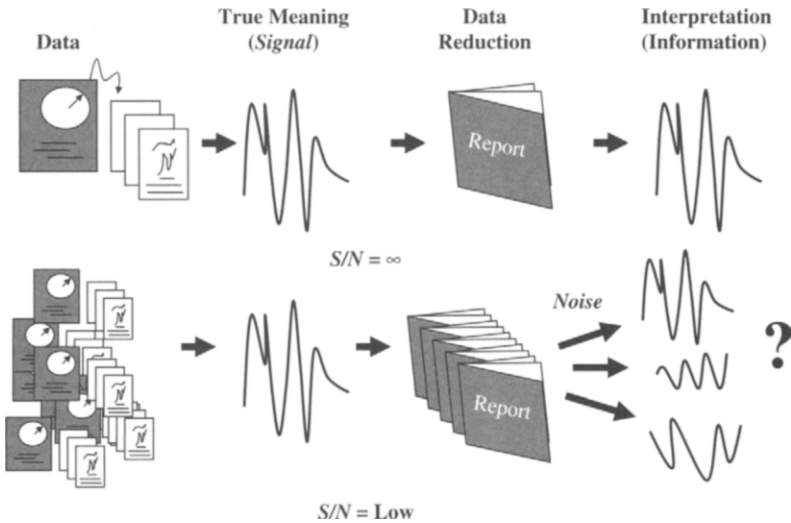 Data
True Meaning
(Signal)
Data
Reduction
Interpretation
(Information)
Report
S/N = ∞
Noise
?
Report
S/N = Low